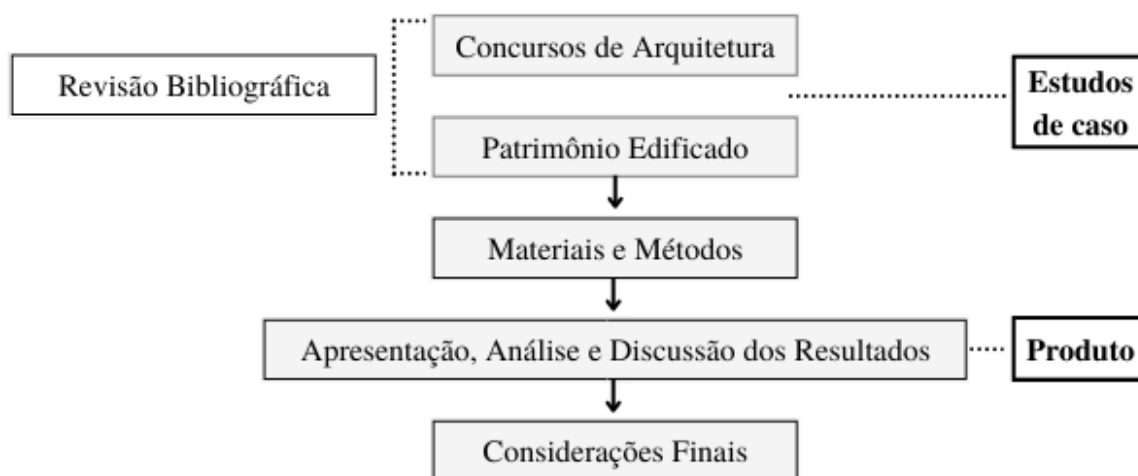 Concursos de Arquitetura
Revisão Bibliográfica
Estudos
de caso
Patrimônio Edificado
Materiais e Métodos
Apresentação, Análise e Discussão dos Resultados
Produto
Considerações Finais